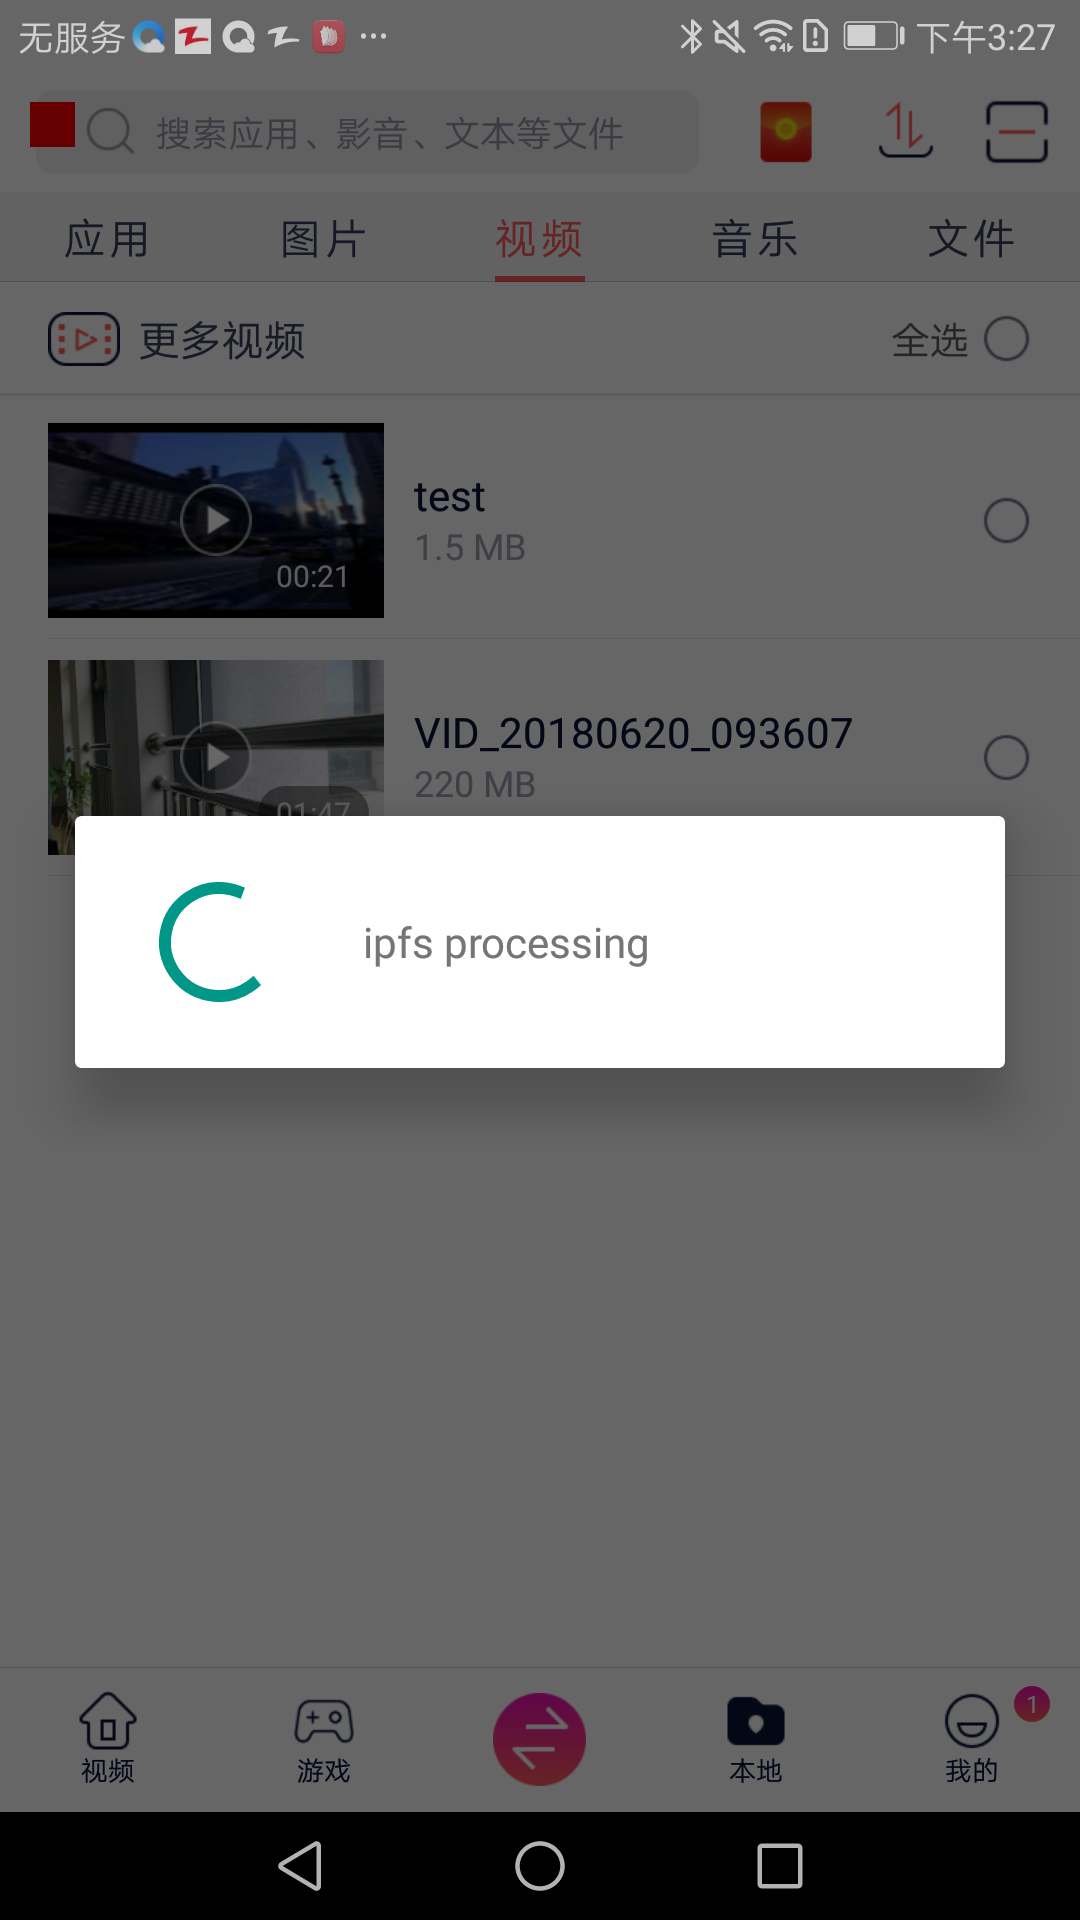 无服务 下午3:27
搜索应用、影音、文本等文件
应用 图片 视频 音乐 文件
更多视频 全选
test
1.5 MB
00:21
VID_20180620_093607
220 MB
01:47
ipfs processing
1
视频 游戏 本地 我的